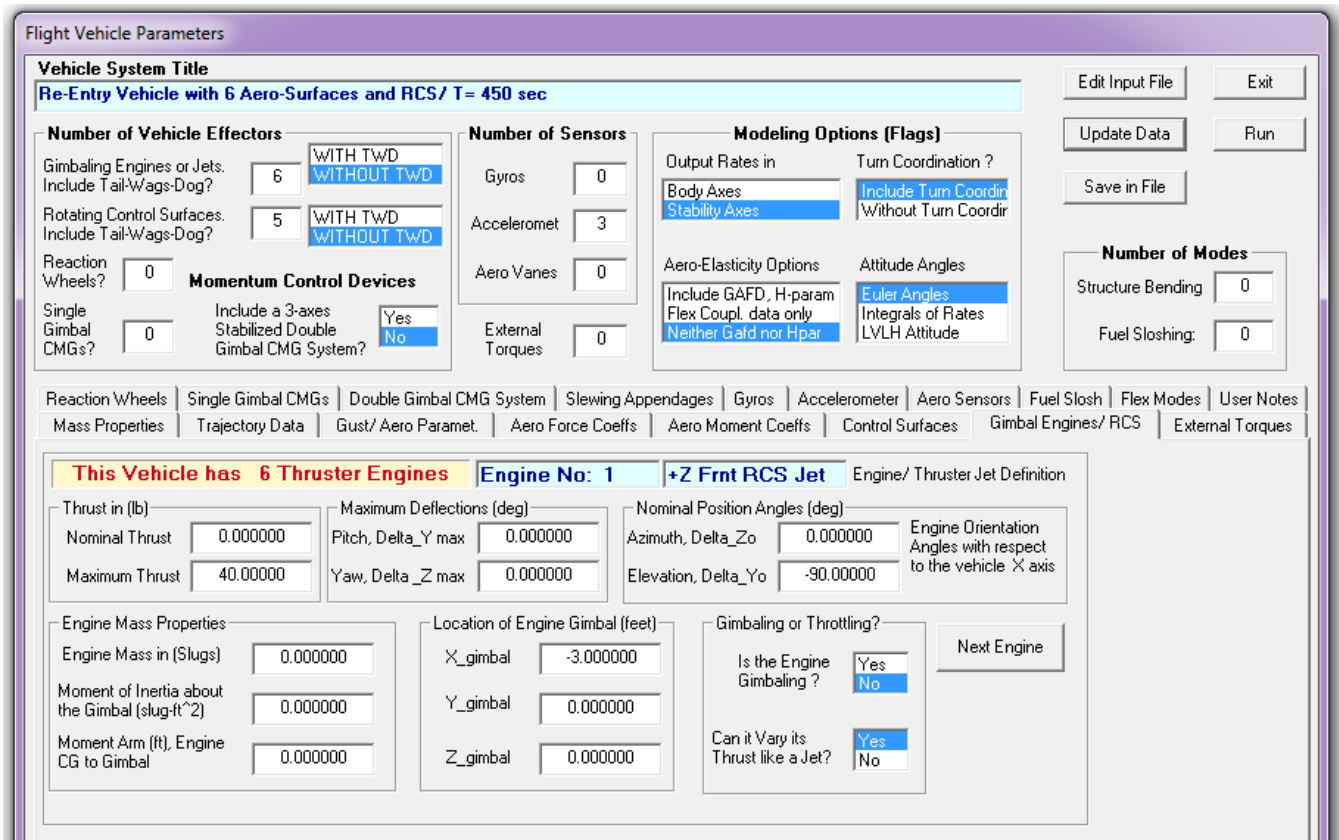 Flight Vehicle Parameters
Vehicle System Title
Re-Entry Vehicle with 6 Aero-Surfaces and RCS/ T= 450 sec
Edit Input File
Exit
Update Data
Run
Save in File
Number of Vehicle Effectors
Gimbaling Engines or Jets.
Include Tail-Wags-Dog?
6
WITH TWD
WITHOUT TWD
Rotating Control Surfaces.
Include Tail-Wags-Dog?
5
WITH TWD
WITHOUT TWD
Reaction
Wheels?
0
Momentum Control Devices
Single
Gimbal
CMGs?
0
Include a 3-axes
Stabilized Double
Gimbal CMG System?
Yes
No
Number of Sensors
Gyros
0
Acceleromet
3
Aero Vanes
0
External
Torques
0
Modeling Options (Flags)
Output Rates in
Body Axes
Stability Axes
Turn Coordination ?
Include Turn Coordin
Without Turn Coordir
Aero-Elasticity Options
Include GAFD, H-param
Flex Coupl. data only
Neither Gafd nor Hpar
Attitude Angles
Euler Angles
Integrals of Rates
LVLH Attitude
Number of Modes
Structure Bending
0
Fuel Sloshing:
0
Reaction Wheels
Single Gimbal CMGs
Double Gimbal CMG System
Slewing Appendages
Gyros
Accelerometer
Aero Sensors
Fuel Slosh
Flex Modes
User Notes
Mass Properties
Trajectory Data
Gust/ Aero Paramet.
Aero Force Coeffs
Aero Moment Coeffs
Control Surfaces
Gimbal Engines/ RCS
External Torques
This Vehicle has 6 Thruster Engines
Engine No: 1
+Z Frnt RCS Jet
Engine/ Thruster Jet Definition
Thrust in (lb)
Nominal Thrust
0.000000
Maximum Thrust
40.00000
Maximum Deflections (deg)
Pitch, Delta_Y max
0.000000
Yaw, Delta _Z max
0.000000
Nominal Position Angles (deg)
Azimuth, Delta_Zo
0.000000
Elevation, Delta_Yo
-90.00000
Engine Orientation
Angles with respect
to the vehicle X axis
Engine Mass Properties
Engine Mass in (Slugs)
0.000000
Moment of Inertia about
the Gimbal (slug-ft^2)
0.000000
Moment Arm (ft), Engine
CG to Gimbal
0.000000
Location of Engine Gimbal (feet)
X_gimbal
-3.000000
Y_gimbal
0.000000
Z_gimbal
0.000000
Gimbaling or Throttling?
Is the Engine
Gimbaling ?
Yes
No
Can it Vary its
Thrust like a Jet?
Yes
No
Next Engine